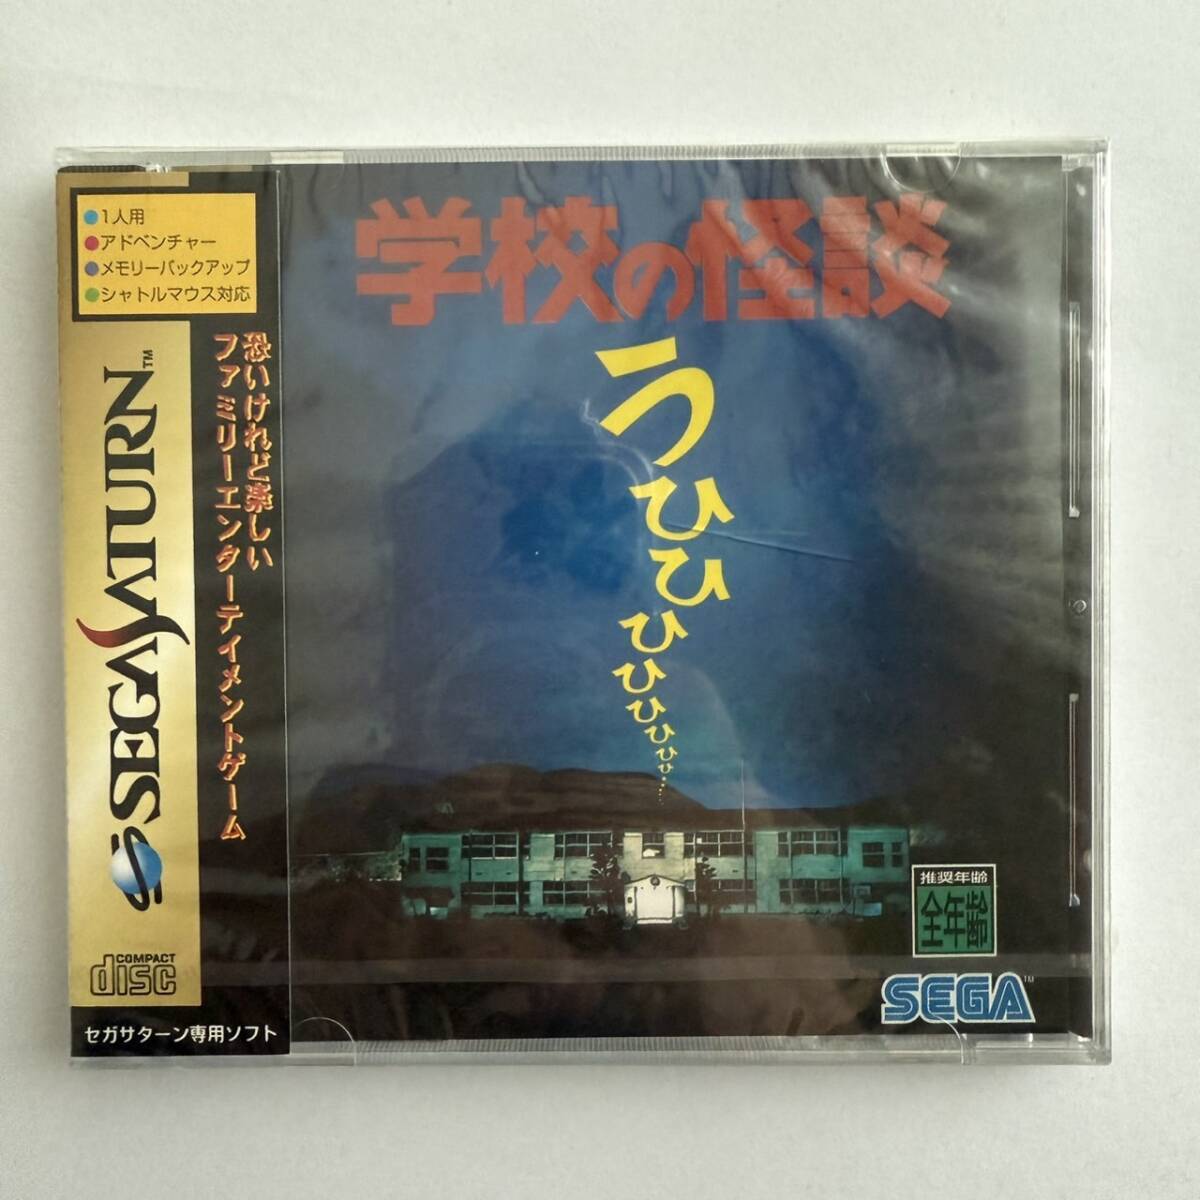 ●1人用
●アドベンチャー
●メモリーバックアップ
●シャトルマウス対応
恐いけれど楽しい
ファミリーエンターテイメントゲーム
SEGA SATURN™
COMPACT
disc
セガサターン専用ソフト
学校の怪談
うひひひひひひひ‥‥
推奨年齢
全年齢
SEGA™